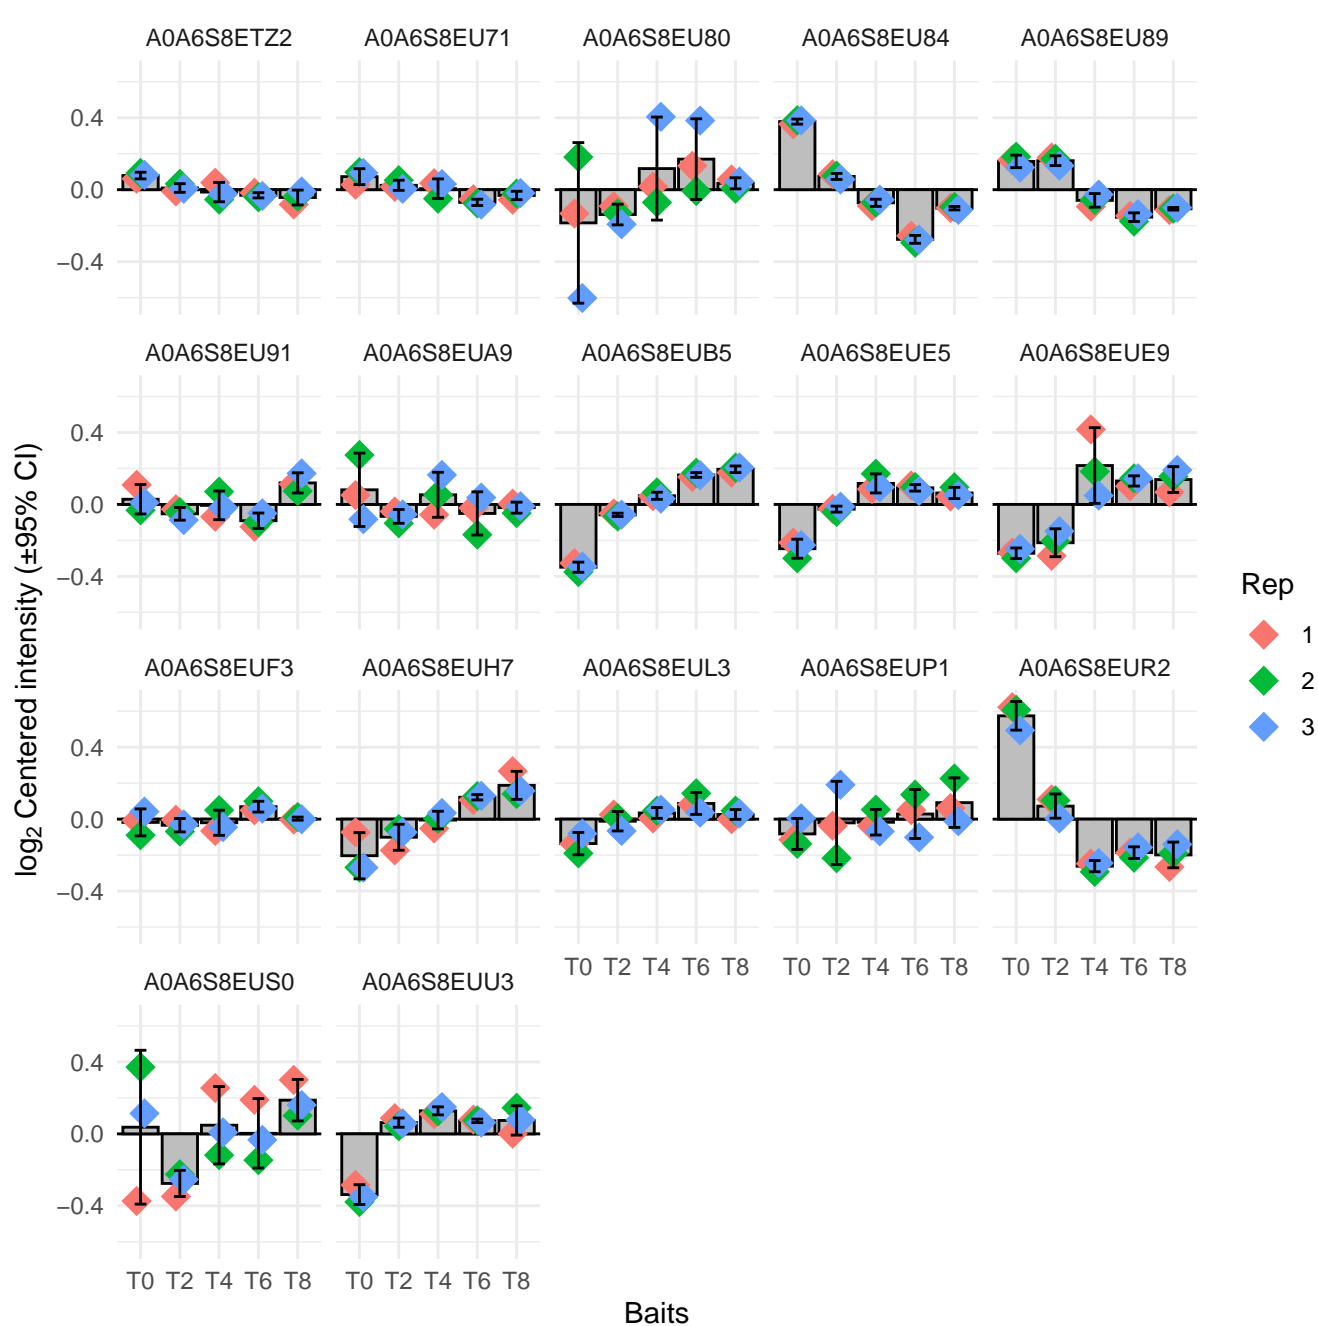 A0A6S8ETZ2 A0A6S8EU71 A0A6S8EU80 A0A6S8EU84 A0A6S8EU89
0.4
0.0
−0.4
A0A6S8EU91 A0A6S8EUA9 A0A6S8EUB5 A0A6S8EUE5 A0A6S8EUE9
0.4
0.0
−0.4
A0A6S8EUF3 A0A6S8EUH7 A0A6S8EUL3 A0A6S8EUP1 A0A6S8EUR2
0.4
0.0
−0.4
T0 T2 T4 T6 T8 T0 T2 T4 T6 T8 T0 T2 T4 T6 T8
A0A6S8EUS0 A0A6S8EUU3
0.4
0.0
−0.4
T0 T2 T4 T6 T8 T0 T2 T4 T6 T8
Baits
log2 Centered intensity (±95% CI)
Rep
1
2
3